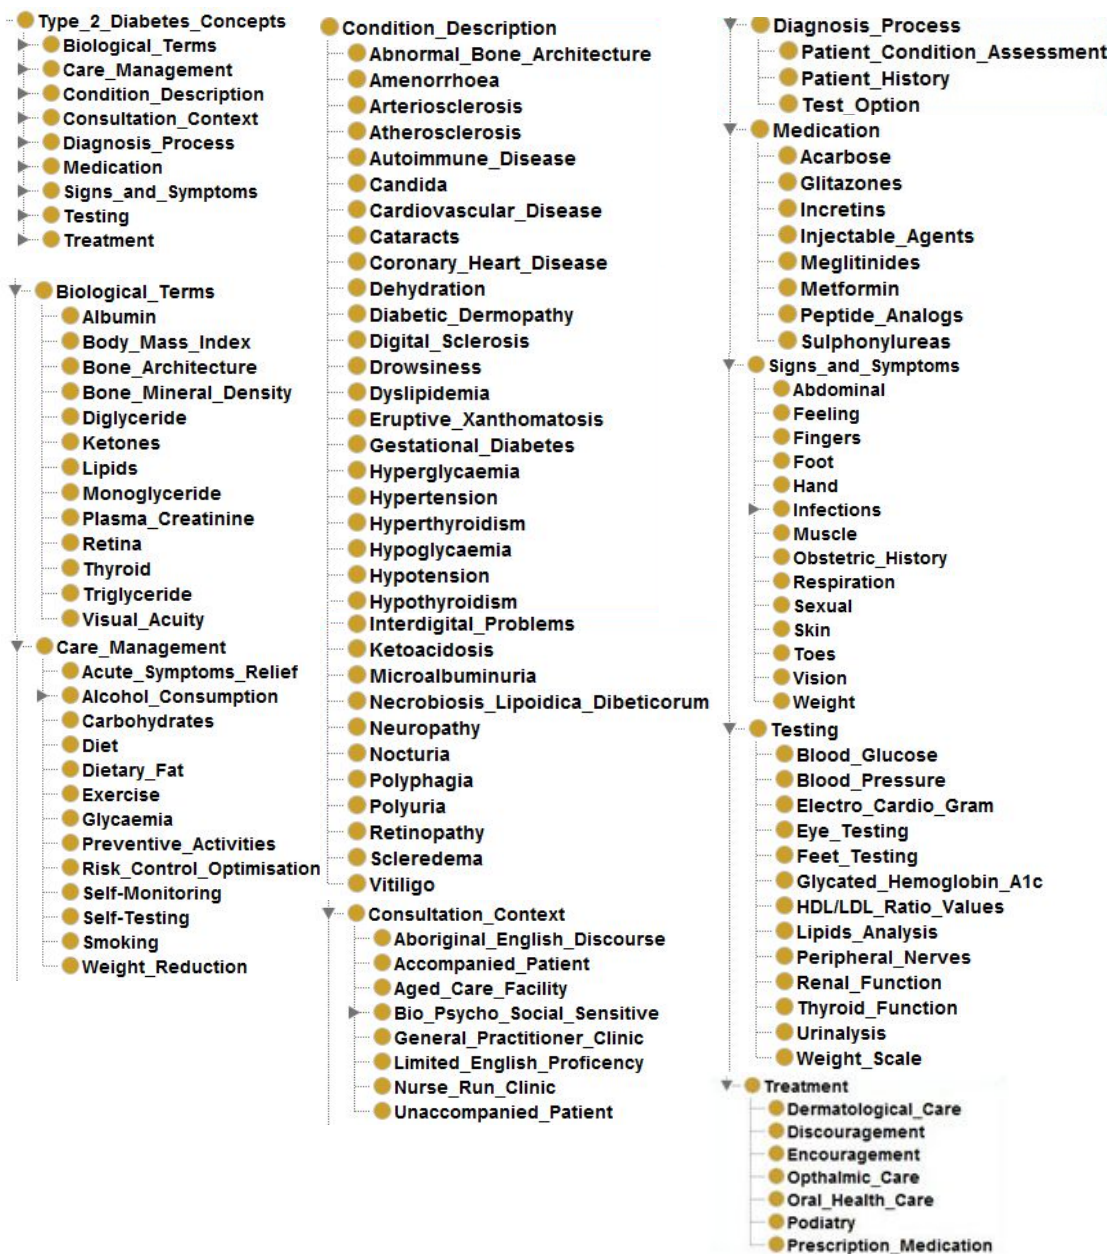 Type_2_Diabetes_Concepts
Biological_Terms
Care_Management
Condition_Description
Consultation_Context
Diagnosis_Process
Medication
Signs_and_Symptoms
Testing
Treatment
Biological_Terms
Albumin
Body_Mass_Index
Bone_Architecture
Bone_Mineral_Density
Diglyceride
Ketones
Lipids
Monoglyceride
Plasma_Creatinine
Retina
Thyroid
Triglyceride
Visual_Acuity
Care_Management
Acute_Symptoms_Relief
Alcohol_Consumption
Carbohydrates
Diet
Dietary_Fat
Exercise
Glycaemia
Preventive_Activities
Risk_Control_Optimisation
Self-Monitoring
Self-Testing
Smoking
Weight_Reduction
Condition_Description
Abnormal_Bone_Architecture
Amenorrhoea
Arteriosclerosis
Atherosclerosis
Autoimmune_Disease
Candida
Cardiovascular_Disease
Cataracts
Coronary_Heart_Disease
Dehydration
Diabetic_Dermopathy
Digital_Sclerosis
Drowsiness
Dyslipidemia
Eruptive_Xanthomatosis
Gestational_Diabetes
Hyperglycaemia
Hypertension
Hyperthyroidism
Hypoglycaemia
Hypotension
Hypothyroidism
Interdigital_Problems
Ketoacidosis
Microalbuminuria
Necrobiosis_Lipoidica_Dibeticorum
Neuropathy
Nocturia
Polyphagia
Polyuria
Retinopathy
Scleredema
Vitiligo
Consultation_Context
Aboriginal_English_Discourse
Accompanied_Patient
Aged_Care_Facility
Bio_Psycho_Social_Sensitive
General_Practitioner_Clinic
Limited_English_Proficency
Nurse_Run_Clinic
Unaccompanied_Patient
Diagnosis_Process
Patient_Condition_Assessment
Patient_History
Test_Option
Medication
Acarbose
Glitazones
Incretins
Injectable_Agents
Meglitinides
Metformin
Peptide_Analogs
Sulphonylureas
Signs_and_Symptoms
Abdominal
Feeling
Fingers
Foot
Hand
Infections
Muscle
Obstetric_History
Respiration
Sexual
Skin
Toes
Vision
Weight
Testing
Blood_Glucose
Blood_Pressure
Electro_Cardio_Gram
Eye_Testing
Feet_Testing
Glycated_Hemoglobin_A1c
HDL/LDL_Ratio_Values
Lipids_Analysis
Peripheral_Nerves
Renal_Function
Thyroid_Function
Urinalysis
Weight_Scale
Treatment
Dermatological_Care
Discouragement
Encouragement
Opthalmic_Care
Oral_Health_Care
Podiatry
Prescription_Medication